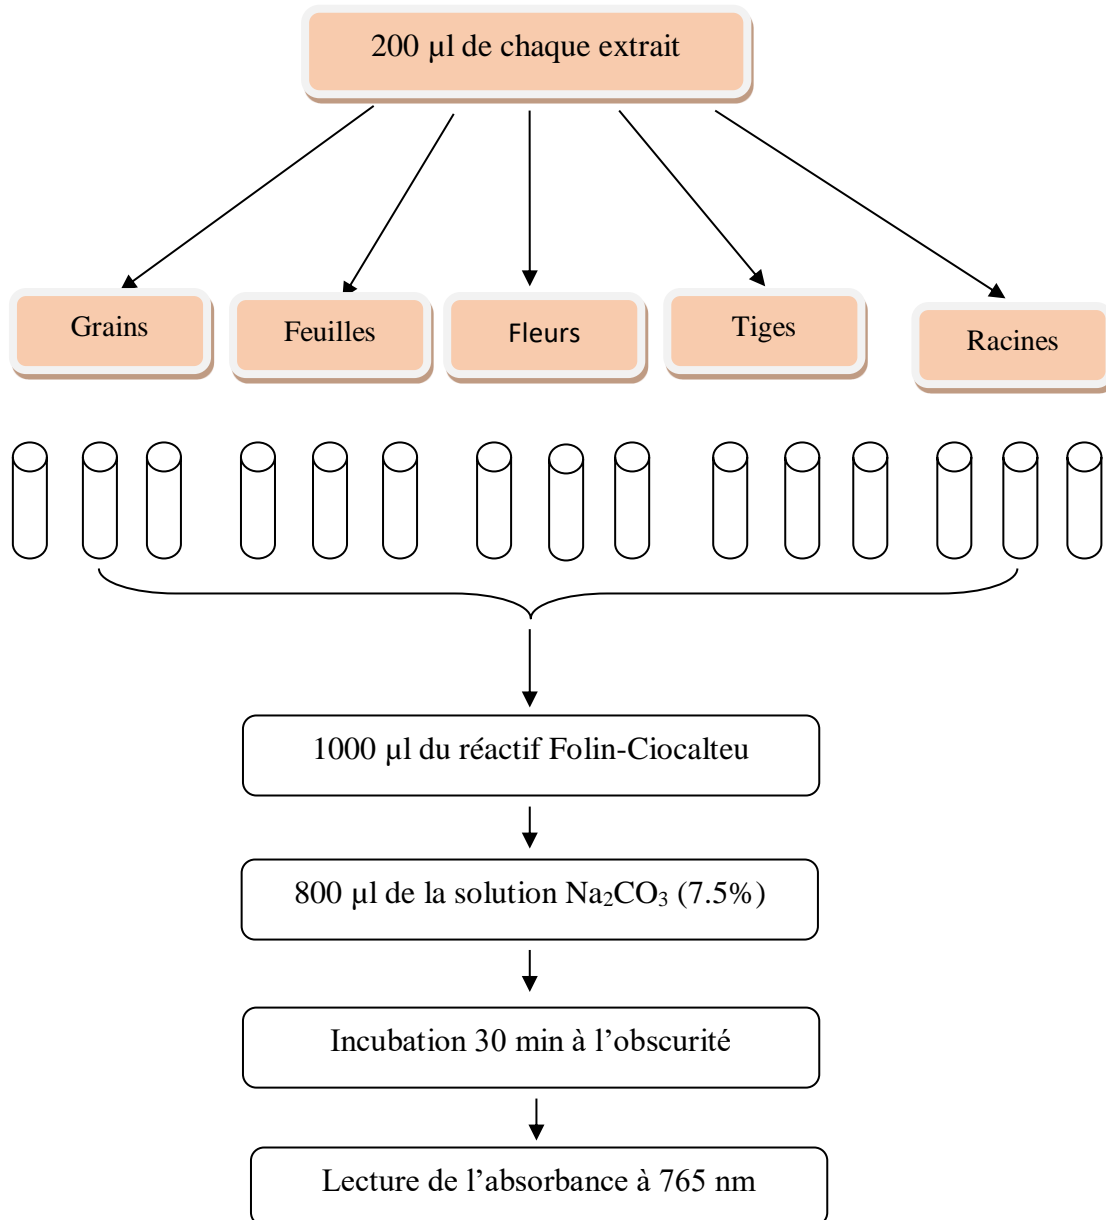 200 µl de chaque extrait
Grains
Feuilles
Fleurs
Tiges
Racines
1000 µl du réactif Folin-Ciocalteu
800 µl de la solution Na₂CO₃ (7.5%)
Incubation 30 min à l’obscurité
Lecture de l’absorbance à 765 nm